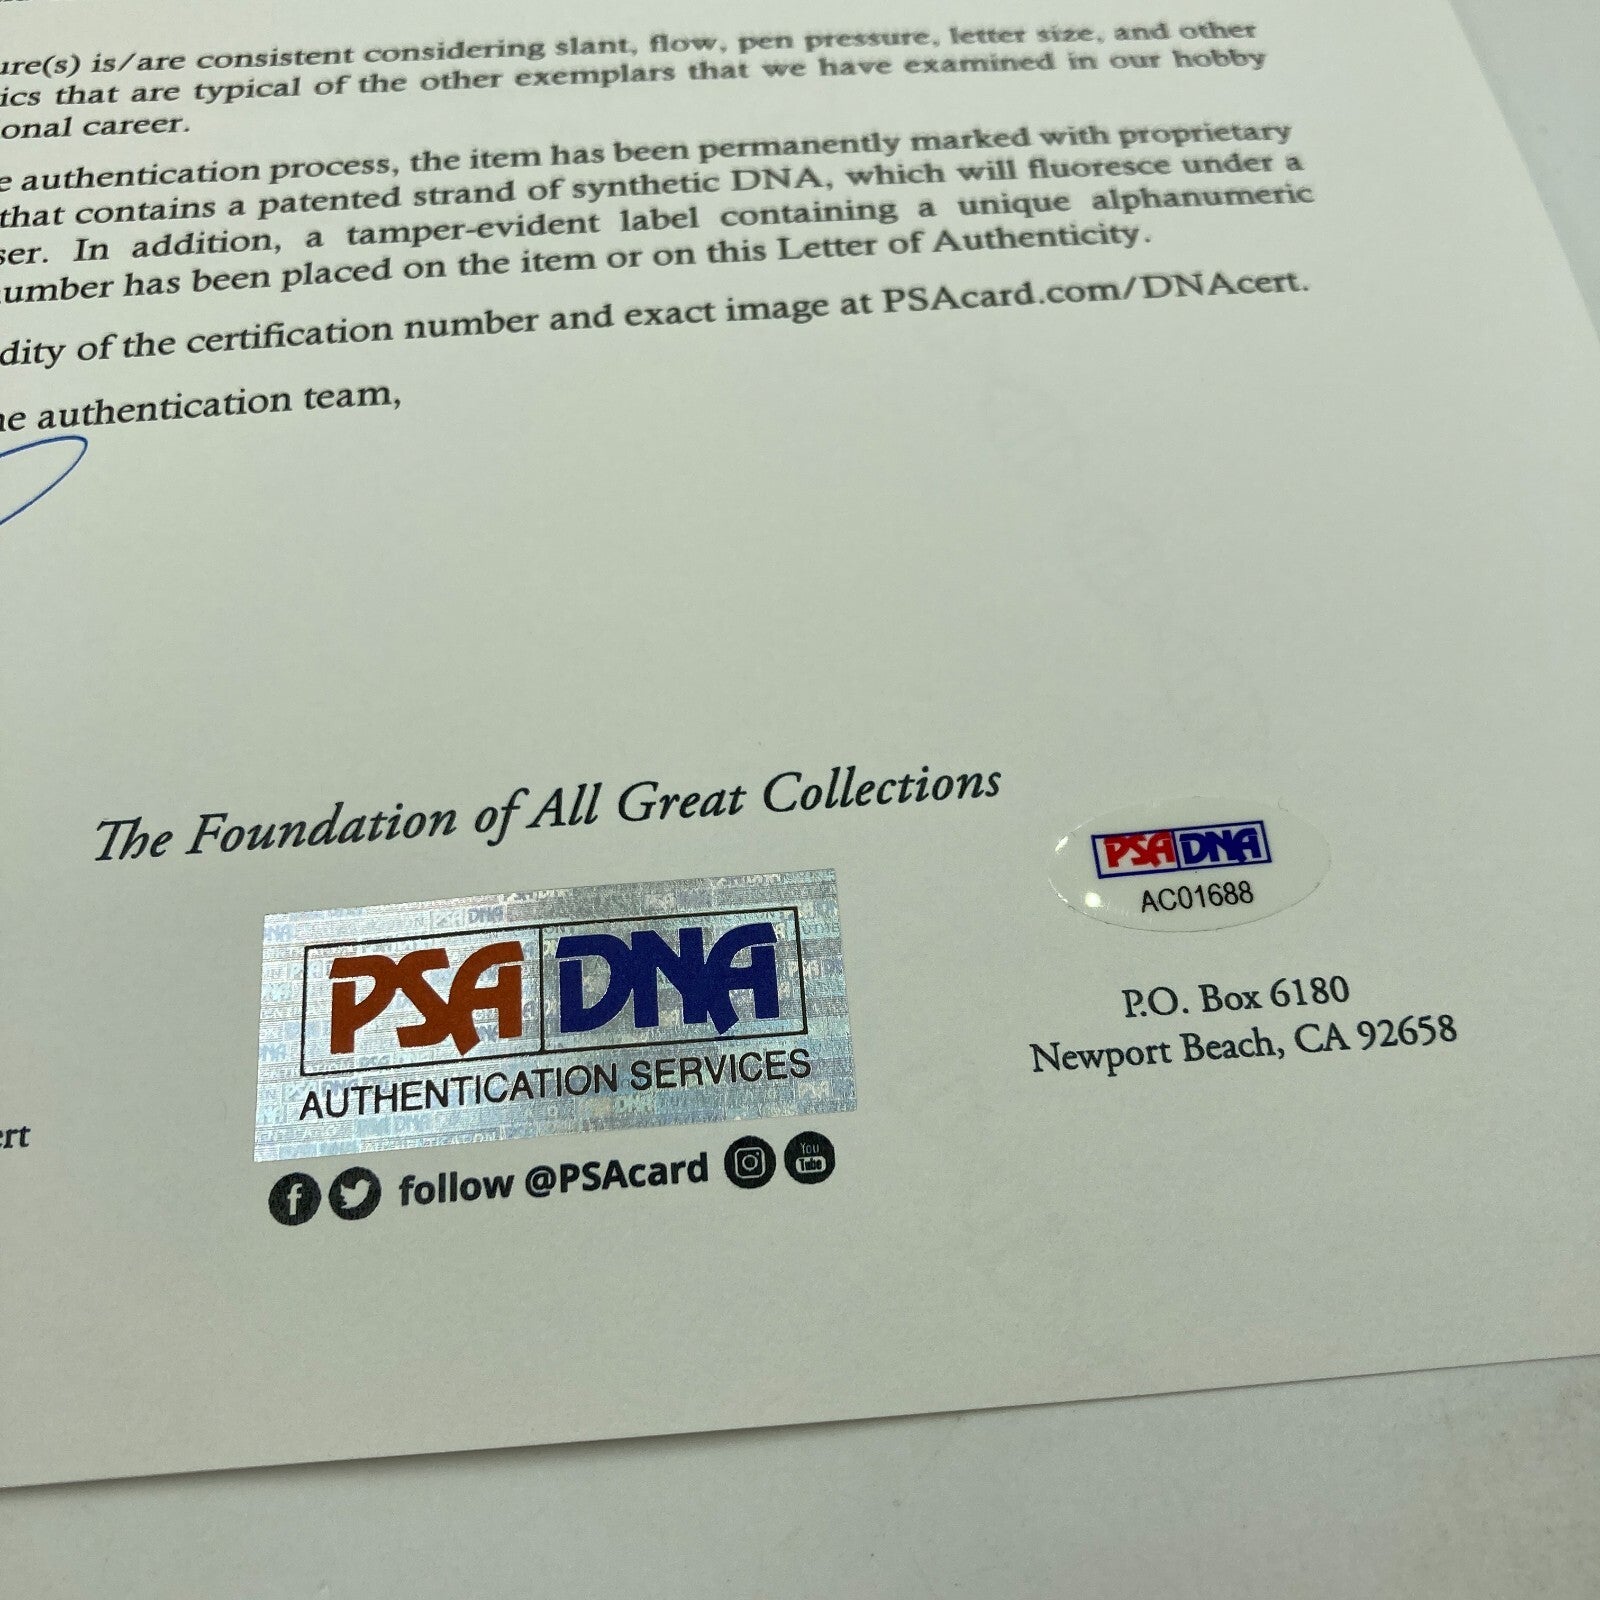 ure(s) is/are consistent considering slant, flow, pen pressure, letter size, and other
ics that are typical of the other exemplars that we have examined in our hobby
onal career.
e authentication process, the item has been permanently marked with proprietary
that contains a patented strand of synthetic DNA, which will fluoresce under a
ser. In addition, a tamper-evident label containing a unique alphanumeric
umber has been placed on the item or on this Letter of Authenticity.
dity of the certification number and exact image at PSAcard.com/DNAcert.
he authentication team,
The Foundation of All Great Collections
PSA DNA
AUTHENTICATION SERVICES
follow @PSAcard
You
Tube
PSA DNA
AC01688
P.O. Box 6180
Newport Beach, CA 92658
ert